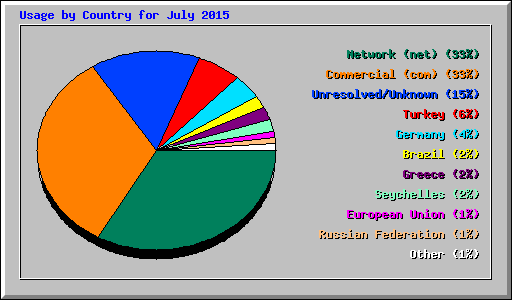 Usage by Country for July 2015
Network (net) (33%)
Commercial (com) (33%)
Unresolved/Unknown (15%)
Turkey (6%)
Germany (4%)
Brazil (2%)
Greece (2%)
Seychelles (2%)
European Union (1%)
Russian Federation (1%)
Other (1%)